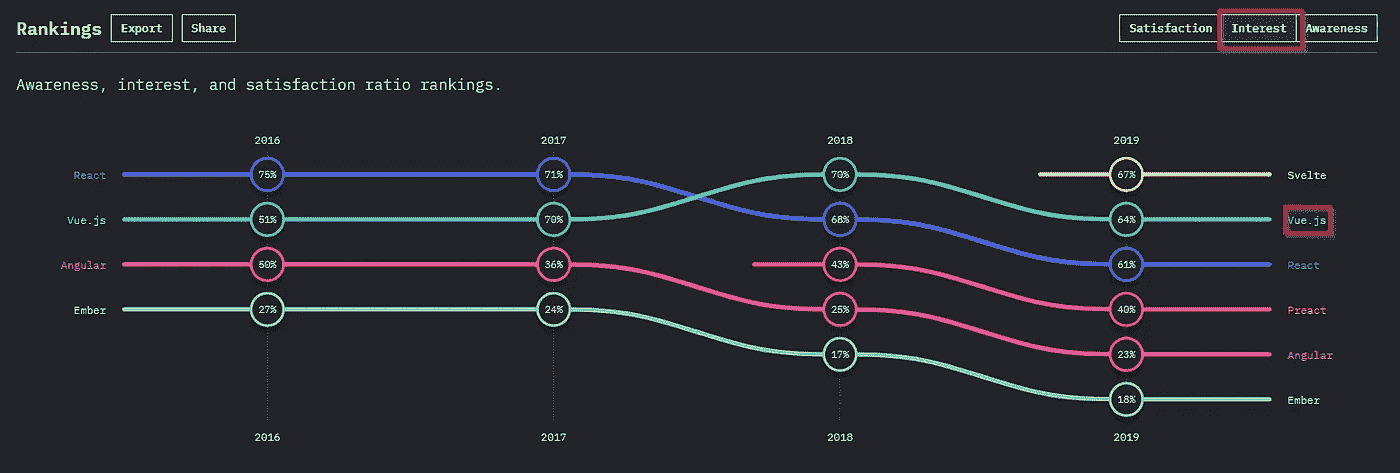 Rankings Export Share Satisfaction Interest Awareness
Awareness, interest, and satisfaction ratio rankings.
2016 2017 2018 2019
React 75% 71% 70% 67% Svelte
Vue.js 51% 70% 68% 64% Vue.js
Angular 50% 36% 43% 61% React
Ember 27% 24% 25% 40% Preact
17% 23% Angular
18% Ember
2016 2017 2018 2019